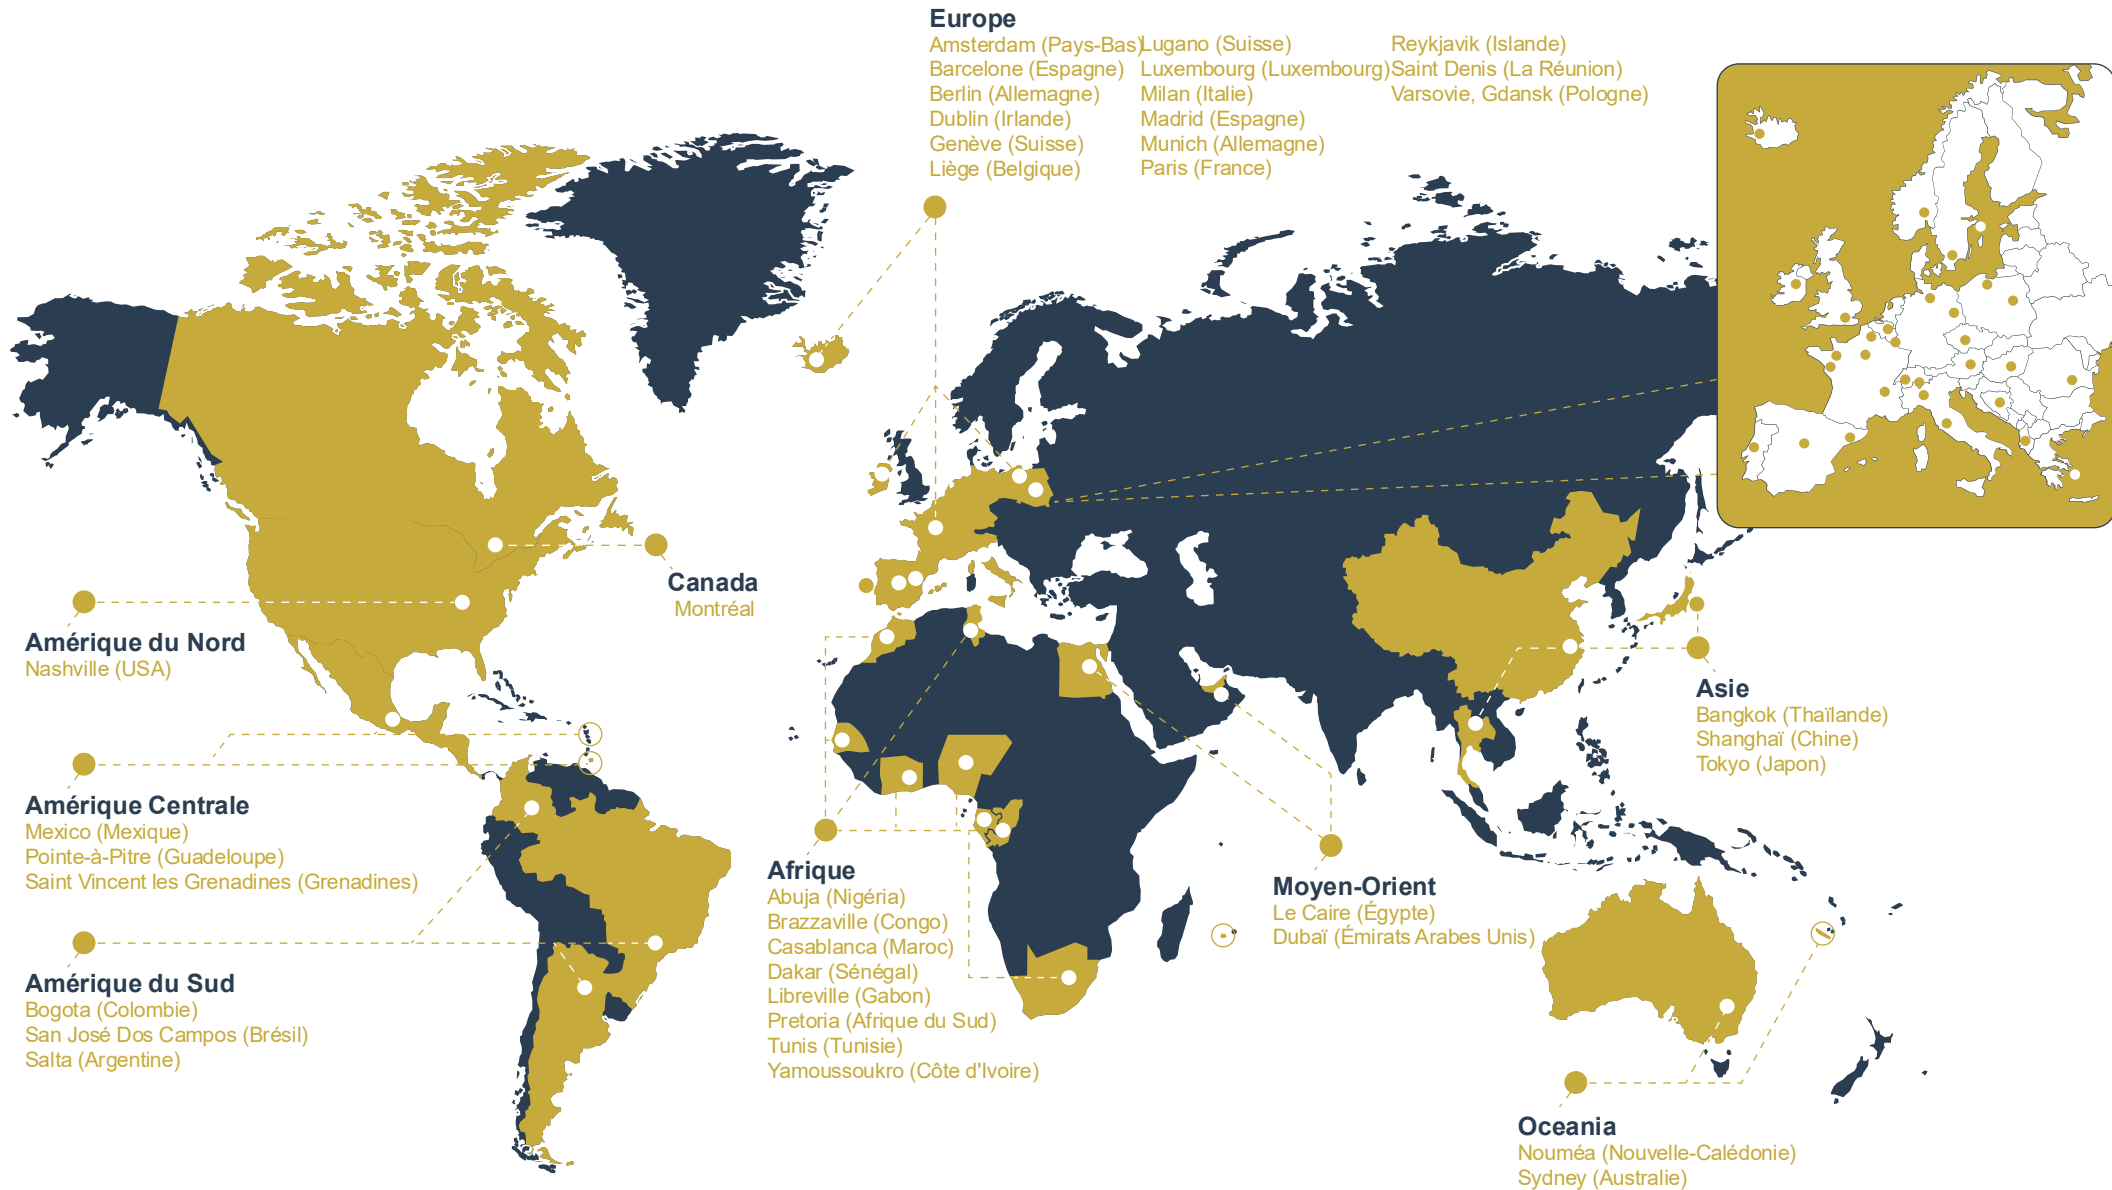 Europe
Amsterdam (Pays-Bas)
Barcelone (Espagne)
Berlin (Allemagne)
Dublin (Irlande)
Genève (Suisse)
Liège (Belgique)
Lugano (Suisse)
Luxembourg (Luxembourg)
Milan (Italie)
Madrid (Espagne)
Munich (Allemagne)
Paris (France)
Reykjavik (Islande)
Saint Denis (La Réunion)
Varsovie, Gdansk (Pologne)
Canada
Montréal
Amérique du Nord
Nashville (USA)
Amérique Centrale
Mexico (Mexique)
Pointe-à-Pitre (Guadeloupe)
Saint Vincent les Grenadines (Grenadines)
Amérique du Sud
Bogota (Colombie)
San José Dos Campos (Brésil)
Salta (Argentine)
Afrique
Abuja (Nigéria)
Brazzaville (Congo)
Casablanca (Maroc)
Dakar (Sénégal)
Libreville (Gabon)
Pretoria (Afrique du Sud)
Tunis (Tunisie)
Yamoussoukro (Côte d'Ivoire)
Moyen-Orient
Le Caire (Égypte)
Dubaï (Émirats Arabes Unis)
Asie
Bangkok (Thaïlande)
Shanghaï (Chine)
Tokyo (Japon)
Oceania
Nouméa (Nouvelle-Calédonie)
Sydney (Australie)